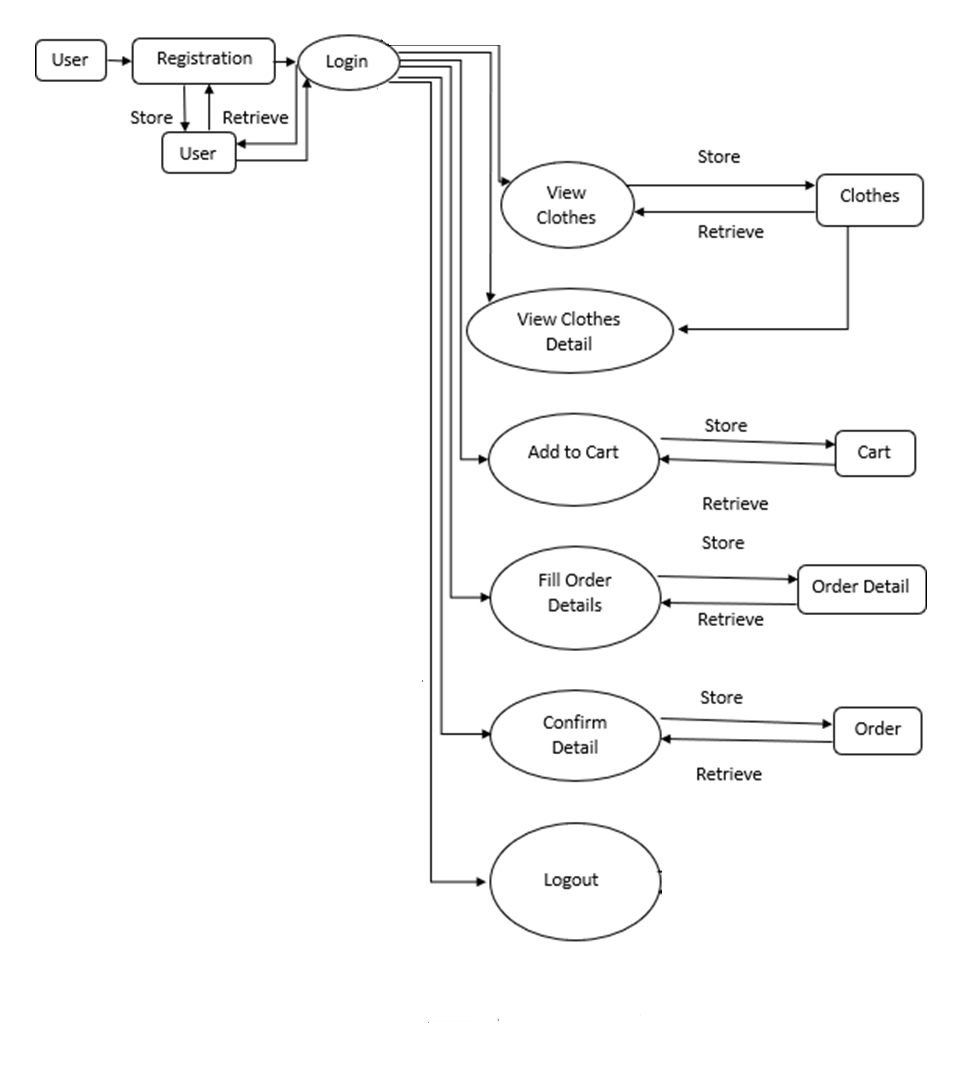 User
Registration
Login
Store
Retrieve
User
Store
View
Clothes
Clothes
Retrieve
View Clothes
Detail
Store
Add to Cart
Cart
Retrieve
Store
Fill Order
Details
Order Detail
Retrieve
Store
Confirm
Detail
Order
Retrieve
Logout